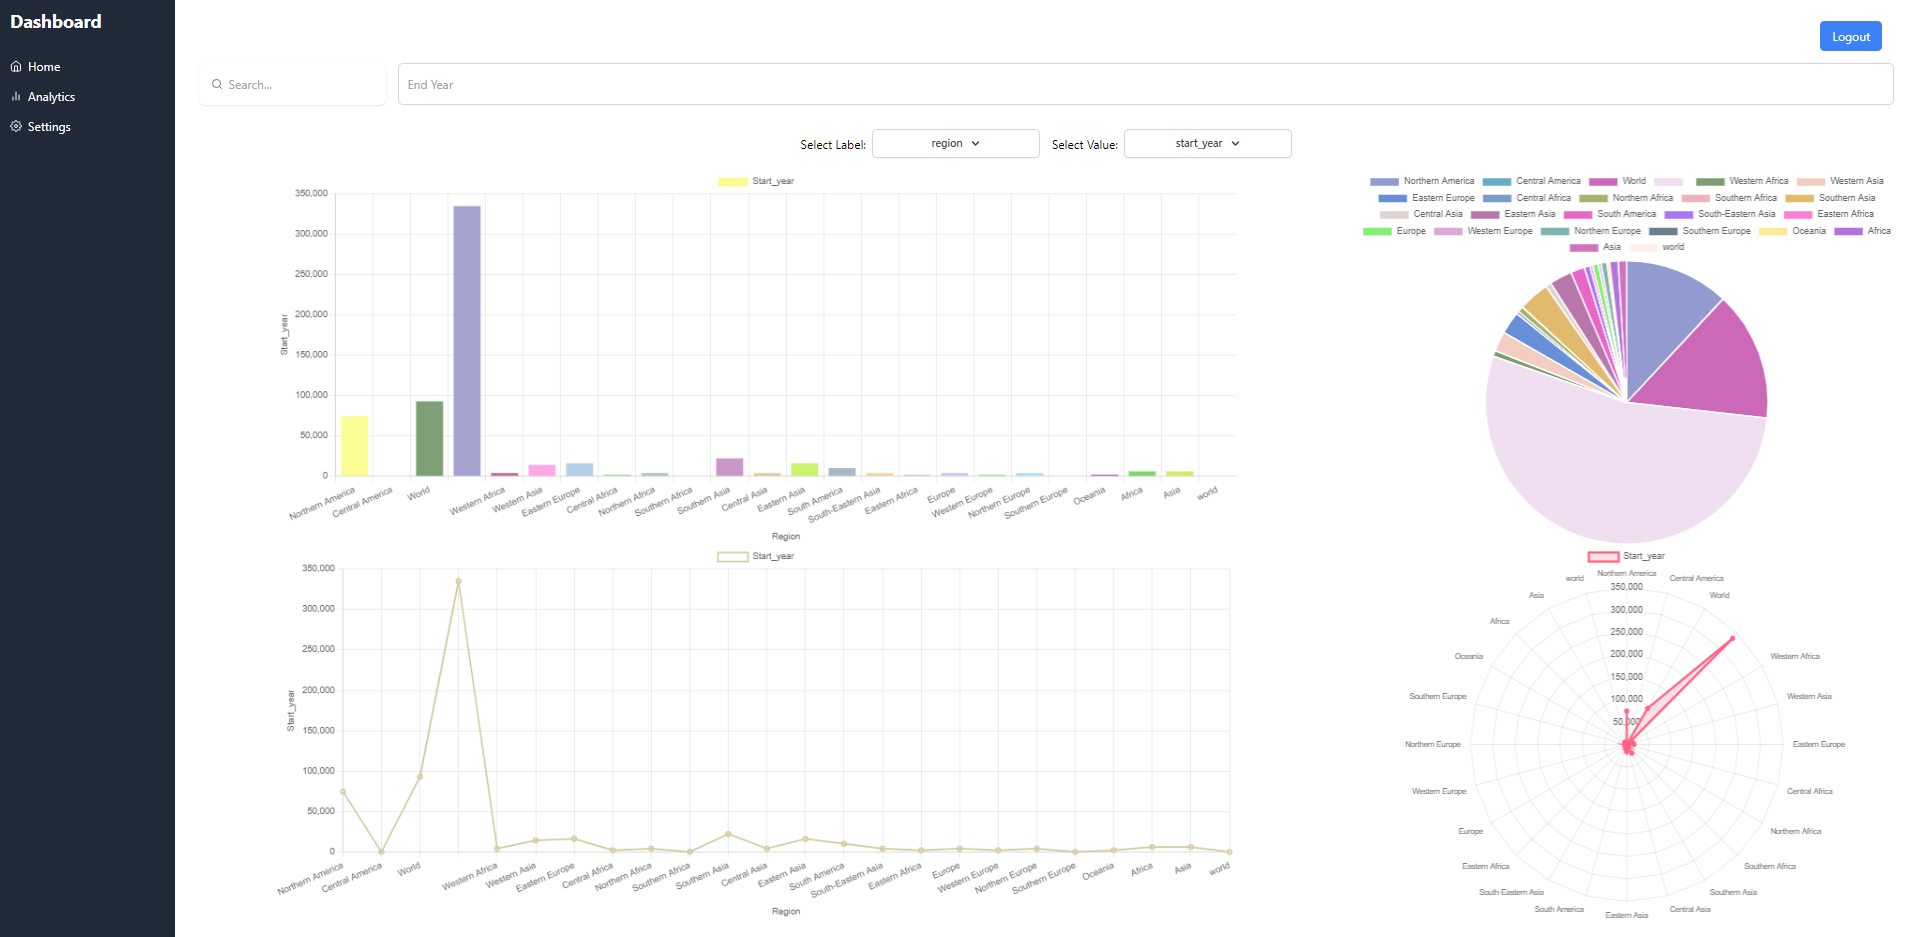 Dashboard
Home
Analytics
Settings
Logout
Search...
End Year
Select Label: region
Select Value: start_year
Start_year
350,000
300,000
250,000
200,000
150,000
100,000
50,000
0
Start_year
Northern America
Central America
World
Western Africa
Western Asia
Eastern Europe
Central Africa
Northern Africa
Southern Africa
Southern Asia
Central Asia
Eastern Asia
South America
South-Eastern Asia
Eastern Africa
Europe
Western Europe
Northern Europe
Southern Europe
Oceania
Africa
Asia
world
Region
Northern America Central America World Western Africa Western Asia
Eastern Europe Central Africa Northern Africa Southern Africa Southern Asia
Central Asia Eastern Asia South America South-Eastern Asia Eastern Africa
Europe Western Europe Northern Europe Southern Europe Oceania Africa
Asia world
Start_year
350,000
300,000
250,000
200,000
150,000
100,000
50,000
0
Start_year
Northern America
Central America
World
Western Africa
Western Asia
Eastern Europe
Central Africa
Northern Africa
Southern Africa
Southern Asia
Central Asia
Eastern Asia
South America
South-Eastern Asia
Eastern Africa
Europe
Western Europe
Northern Europe
Southern Europe
Oceania
Africa
Asia
world
Region
Start_year
Northern America
Central America
World
Western Africa
Western Asia
Eastern Europe
Central Africa
Northern Africa
Southern Africa
Southern Asia
Central Asia
Eastern Asia
South America
South-Eastern Asia
Eastern Africa
Europe
Western Europe
Northern Europe
Southern Europe
Oceania
Africa
Asia
world
350,000
300,000
250,000
200,000
150,000
100,000
50,000